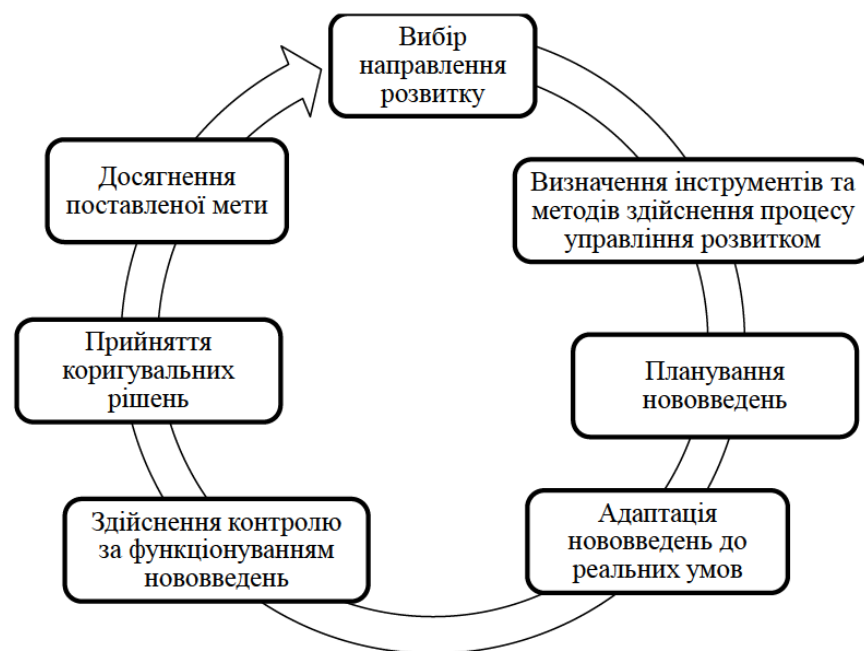 Вибір
направлення
розвитку
Визначення інструментів та
методів здійснення процесу
управління розвитком
Планування
нововведень
Адаптація
нововведень до
реальних умов
Здійснення контролю
за функціонуванням
нововведень
Прийняття
коригувальних
рішень
Досягнення
поставленої мети